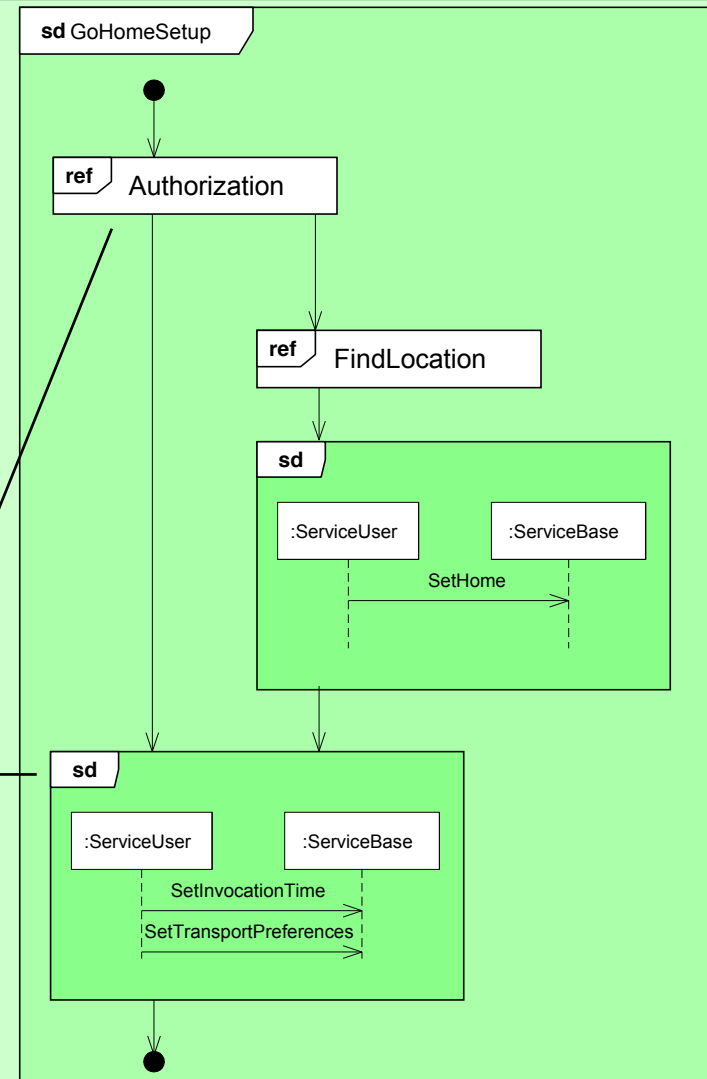 sd GoHomeSetup
ref Authorization
ref FindLocation
sd
:ServiceUser :ServiceBase
SetHome
sd
:ServiceUser :ServiceBase
SetInvocationTime
SetTransportPreferences